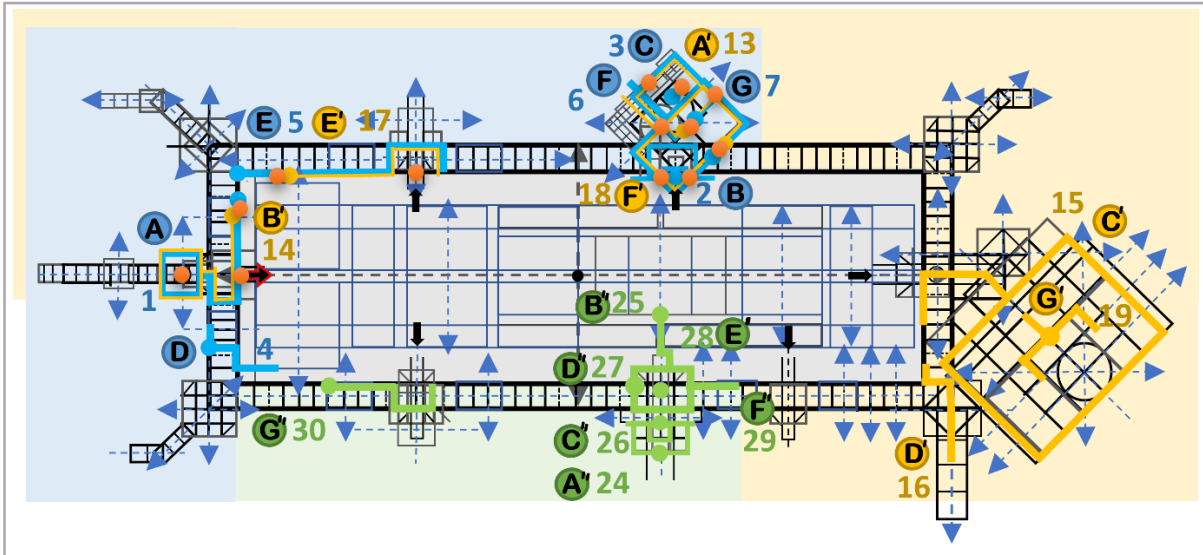 3 C A' 13
F G 7
6
E 5 E' 17
18 F' 2 B
A B' 15 C'
14
G'
1 B" 25 19
28 E"
D 4 D" 27
F"
G" 30 C" 26 29 D'
A" 24 16